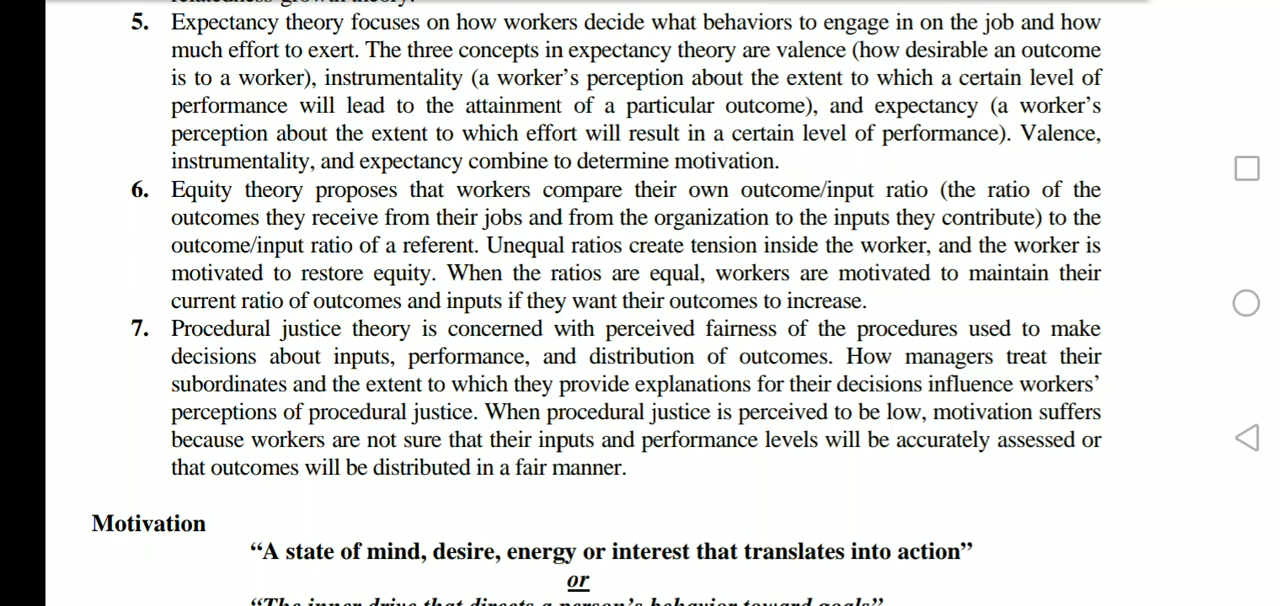 5. Expectancy theory focuses on how workers decide what behaviors to engage in on the job and how
much effort to exert. The three concepts in expectancy theory are valence (how desirable an outcome
is to a worker), instrumentality (a worker's perception about the extent to which a certain level of
performance will lead to the attainment of a particular outcome), and expectancy (a worker's
perception about the extent to which effort will result in a certain level of performance). Valence,
instrumentality, and expectancy combine to determine motivation.
6. Equity theory proposes that workers compare their own outcome/input ratio (the ratio of the
outcomes they receive from their jobs and from the organization to the inputs they contribute) to the
outcome/input ratio of a referent. Unequal ratios create tension inside the worker, and the worker is
motivated to restore equity. When the ratios are equal, workers are motivated to maintain their
current ratio of outcomes and inputs if they want their outcomes to increase.
7. Procedural justice theory is concerned with perceived fairness of the procedures used to make
decisions about inputs, performance, and distribution of outcomes. How managers treat their
subordinates and the extent to which they provide explanations for their decisions influence workers’
perceptions of procedural justice. When procedural justice is perceived to be low, motivation suffers
because workers are not sure that their inputs and performance levels will be accurately assessed or
that outcomes will be distributed in a fair manner.
Motivation
“A state of mind, desire, energy or interest that translates into action”
or
“The inner drive that directs a person’s behavior toward goals”